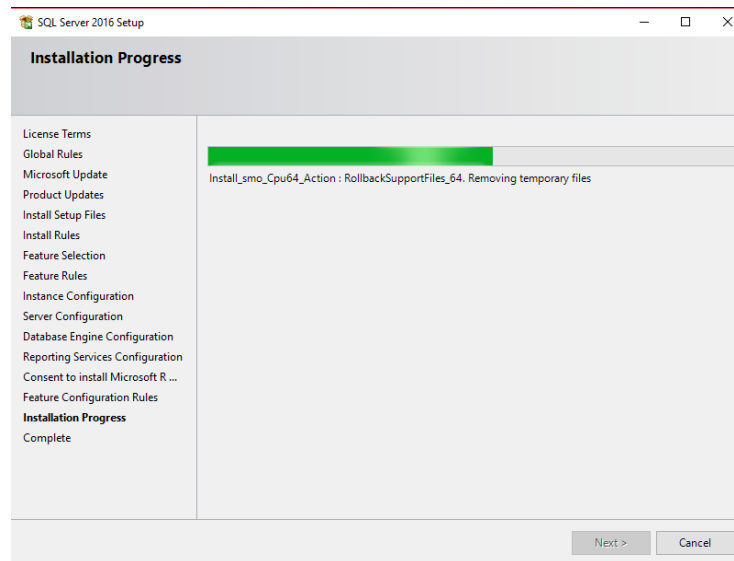 SQL Server 2016 Setup
Installation Progress
License Terms
Global Rules
Microsoft Update
Product Updates
Install Setup Files
Install Rules
Feature Selection
Feature Rules
Instance Configuration
Server Configuration
Database Engine Configuration
Reporting Services Configuration
Consent to install Microsoft R ...
Feature Configuration Rules
Installation Progress
Complete
Install_smo_Cpu64_Action : RollbackSupportFiles_64. Removing temporary files
Next >
Cancel